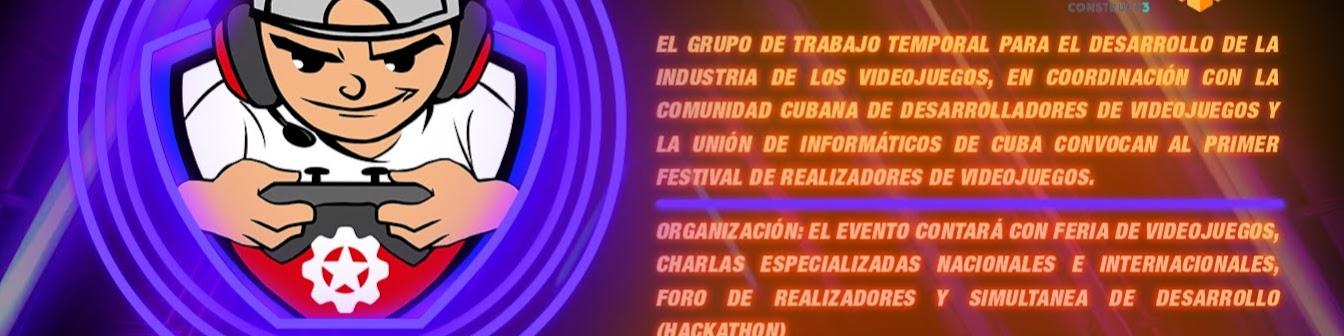 CONSTRUCT3
EL GRUPO DE TRABAJO TEMPORAL PARA EL DESARROLLO DE LA
INDUSTRIA DE LOS VIDEOJUEGOS, EN COORDINACIÓN CON LA
COMUNIDAD CUBANA DE DESARROLLADORES DE VIDEOJUEGOS Y
LA UNIÓN DE INFORMÁTICOS DE CUBA CONVOCAN AL PRIMER
FESTIVAL DE REALIZADORES DE VIDEOJUEGOS.
ORGANIZACIÓN: EL EVENTO CONTARÁ CON FERIA DE VIDEOJUEGOS,
CHARLAS ESPECIALIZADAS NACIONALES E INTERNACIONALES,
FORO DE REALIZADORES Y SIMULTANEA DE DESARROLLO
(HACKATHON)